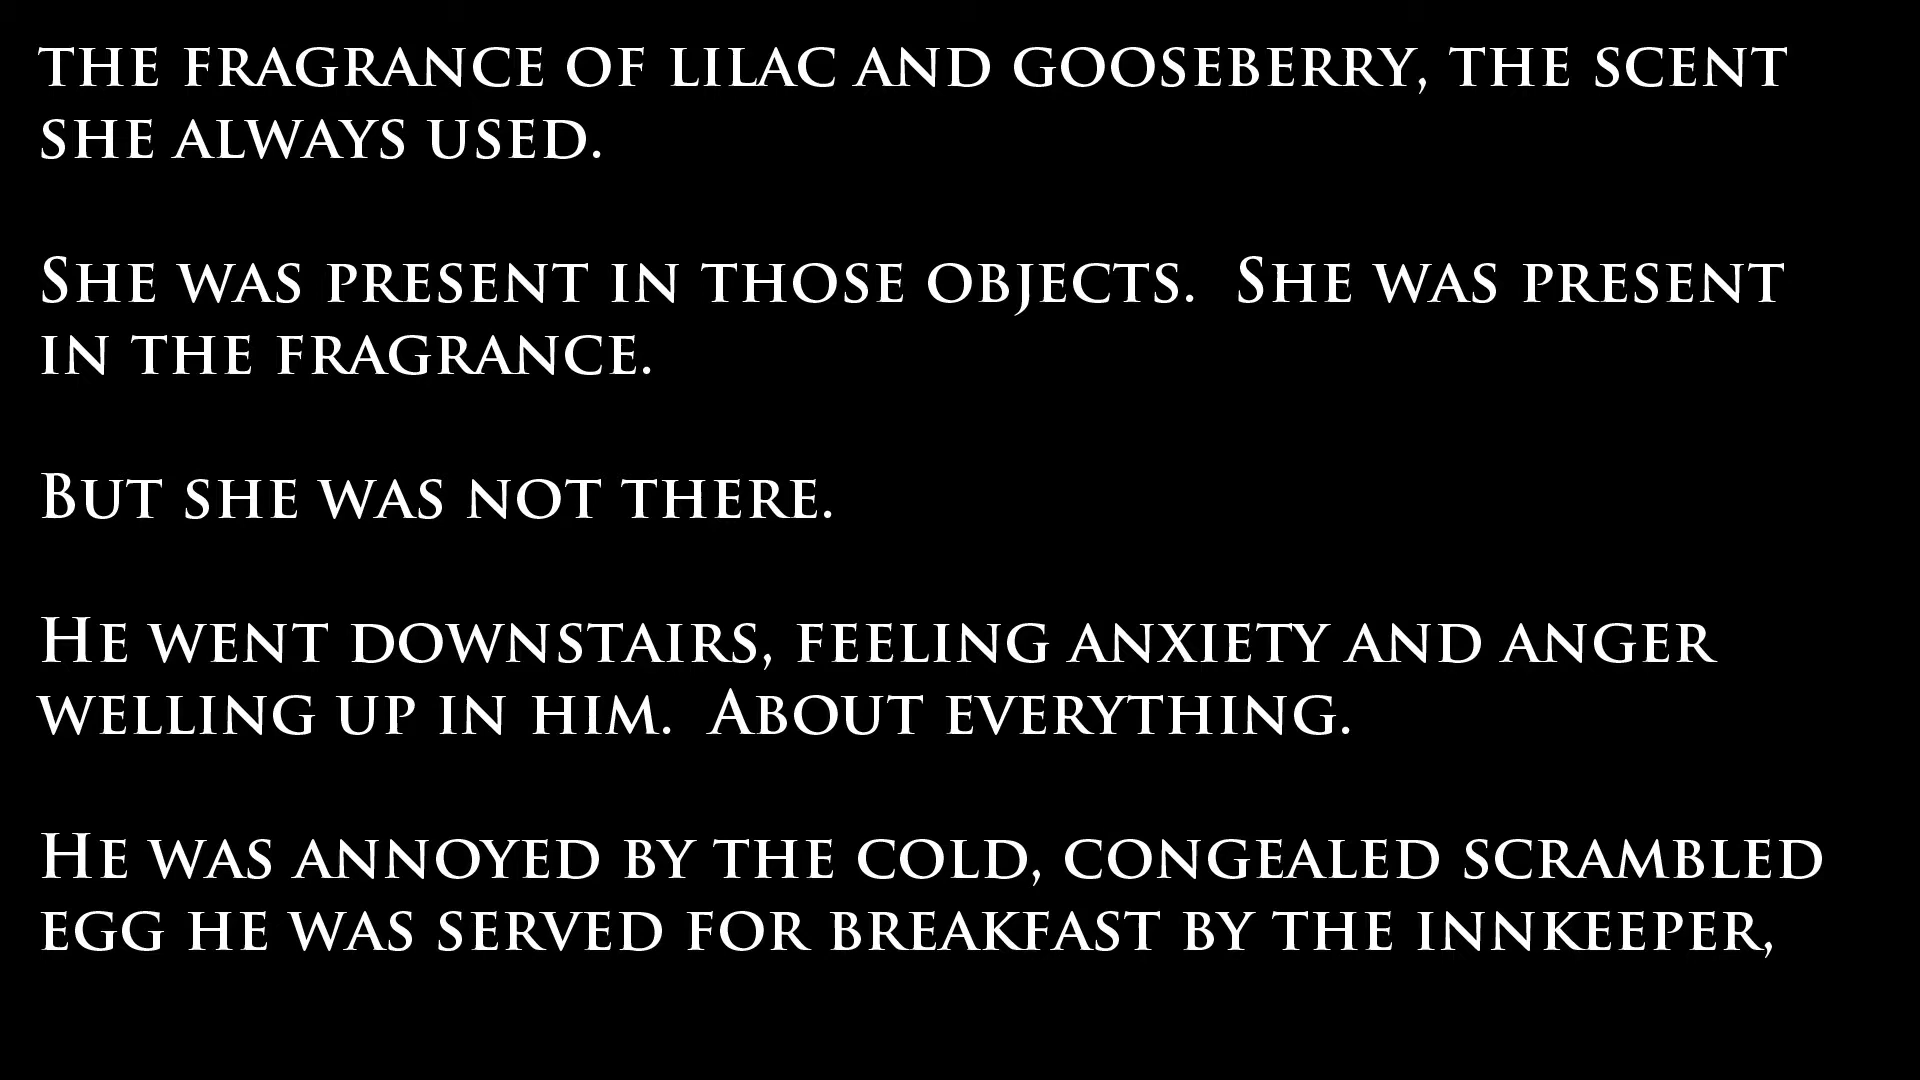 the fragrance of lilac and gooseberry, the scent
she always used.
She was present in those objects.  She was present
in the fragrance.
But she was not there.
He went downstairs, feeling anxiety and anger
welling up in him.  About everything.
He was annoyed by the cold, congealed scrambled
egg he was served for breakfast by the innkeeper,